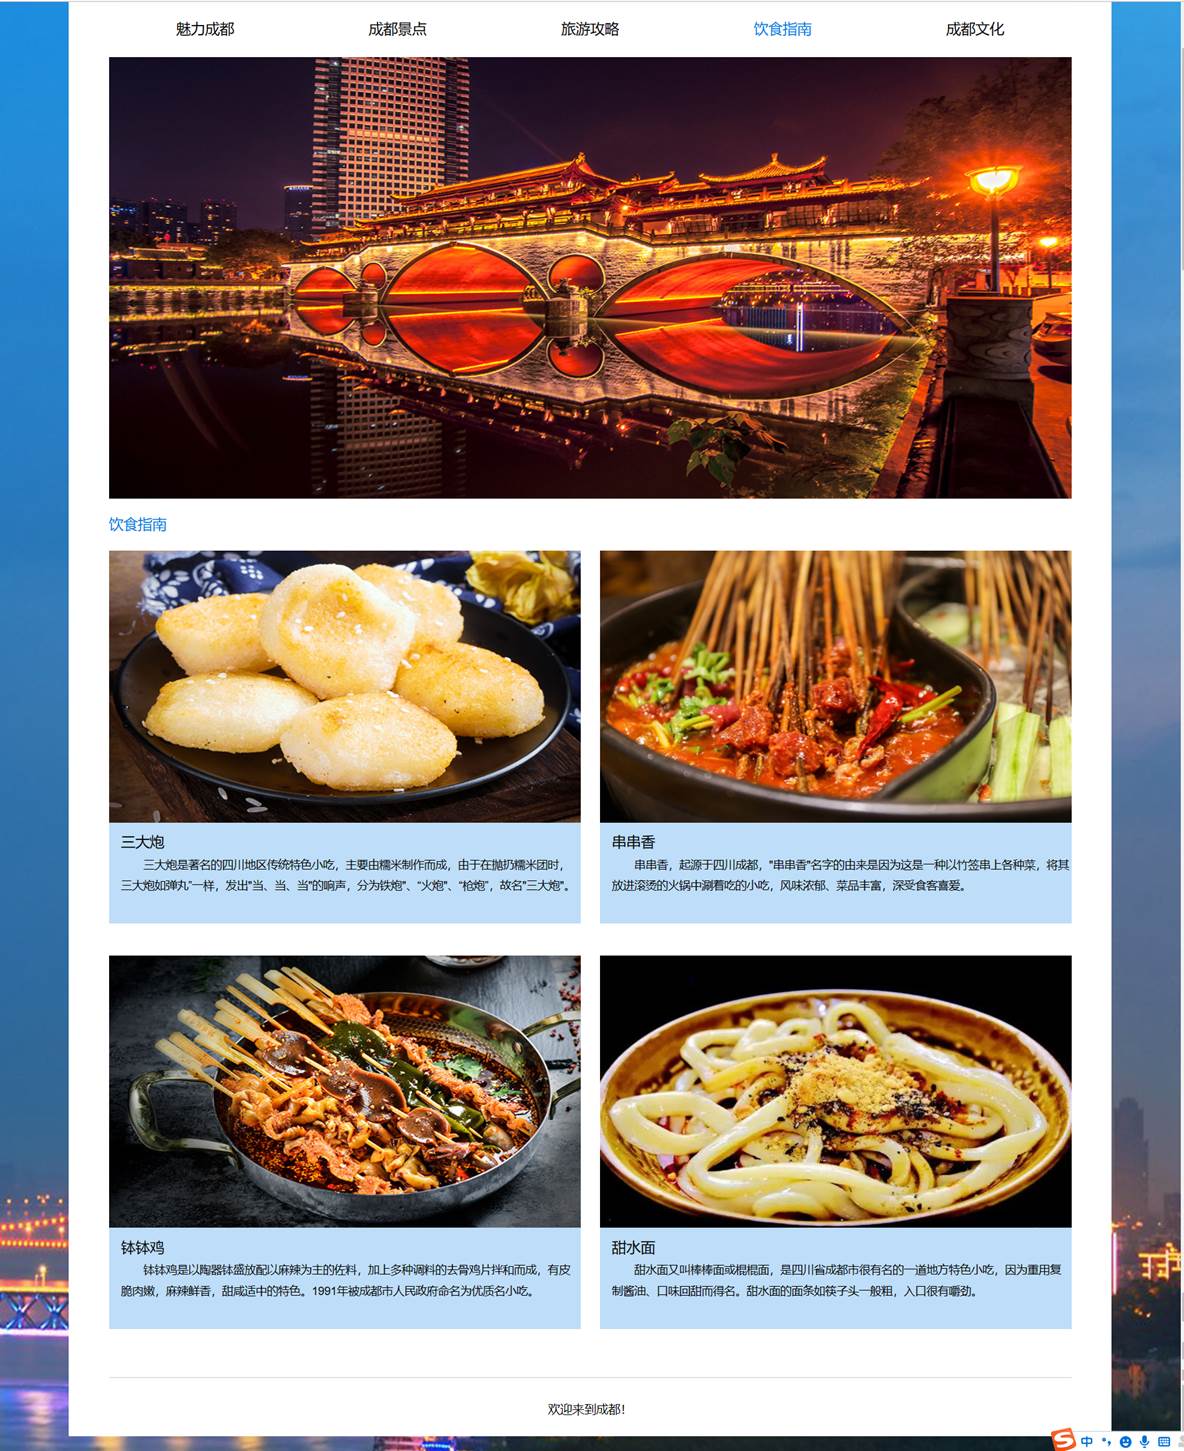 魅力成都 成都景点 旅游攻略 饮食指南 成都文化
饮食指南
三大炮
三大炮是著名的四川地区传统特色小吃，主要由糯米制作而成，由于在抛扔糯米团时，
三大炮如弹丸”一样，发出"当、当、当"的响声，分为铁炮"、“火炮"、“枪炮”，故名"三大炮"。
串串香
串串香，起源于四川成都，"串串香"名字的由来是因为这是一种以竹签串上各种菜，将其
放进滚烫的火锅中涮着吃的小吃，风味浓郁、菜品丰富，深受食客喜爱。
钵钵鸡
钵钵鸡是以陶器钵盛放配以麻辣为主的佐料，加上多种调料的去骨鸡片拌和而成，有皮
脆肉嫩，麻辣鲜香，甜咸适中的特色。1991年被成都市人民政府命名为优质名小吃。
甜水面
甜水面又叫棒棒面或棍棍面，是四川省成都市很有名的一道地方特色小吃，因为重用复
制酱油、口味回甜而得名。甜水面的面条如筷子头一般粗，入口很有嚼劲。
欢迎来到成都！
S 中